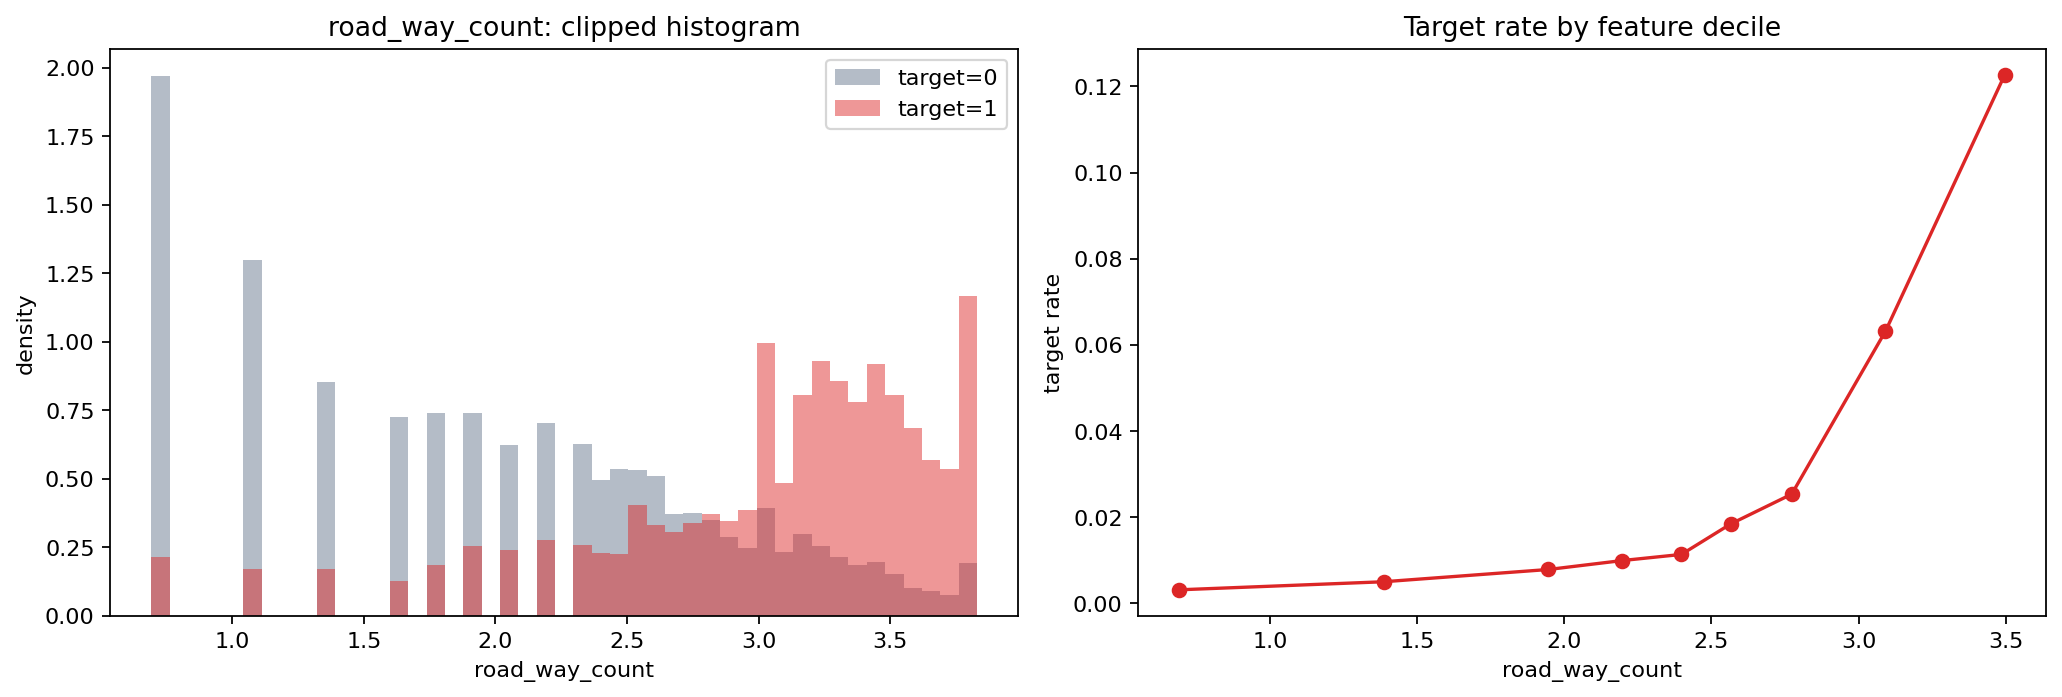 road_way_count: clipped histogram
density
2.00
1.75
1.50
1.25
1.00
0.75
0.50
0.25
0.00
1.0 1.5 2.0 2.5 3.0 3.5
road_way_count
target=0
target=1
Target rate by feature decile
target rate
0.12
0.10
0.08
0.06
0.04
0.02
0.00
1.0 1.5 2.0 2.5 3.0 3.5
road_way_count